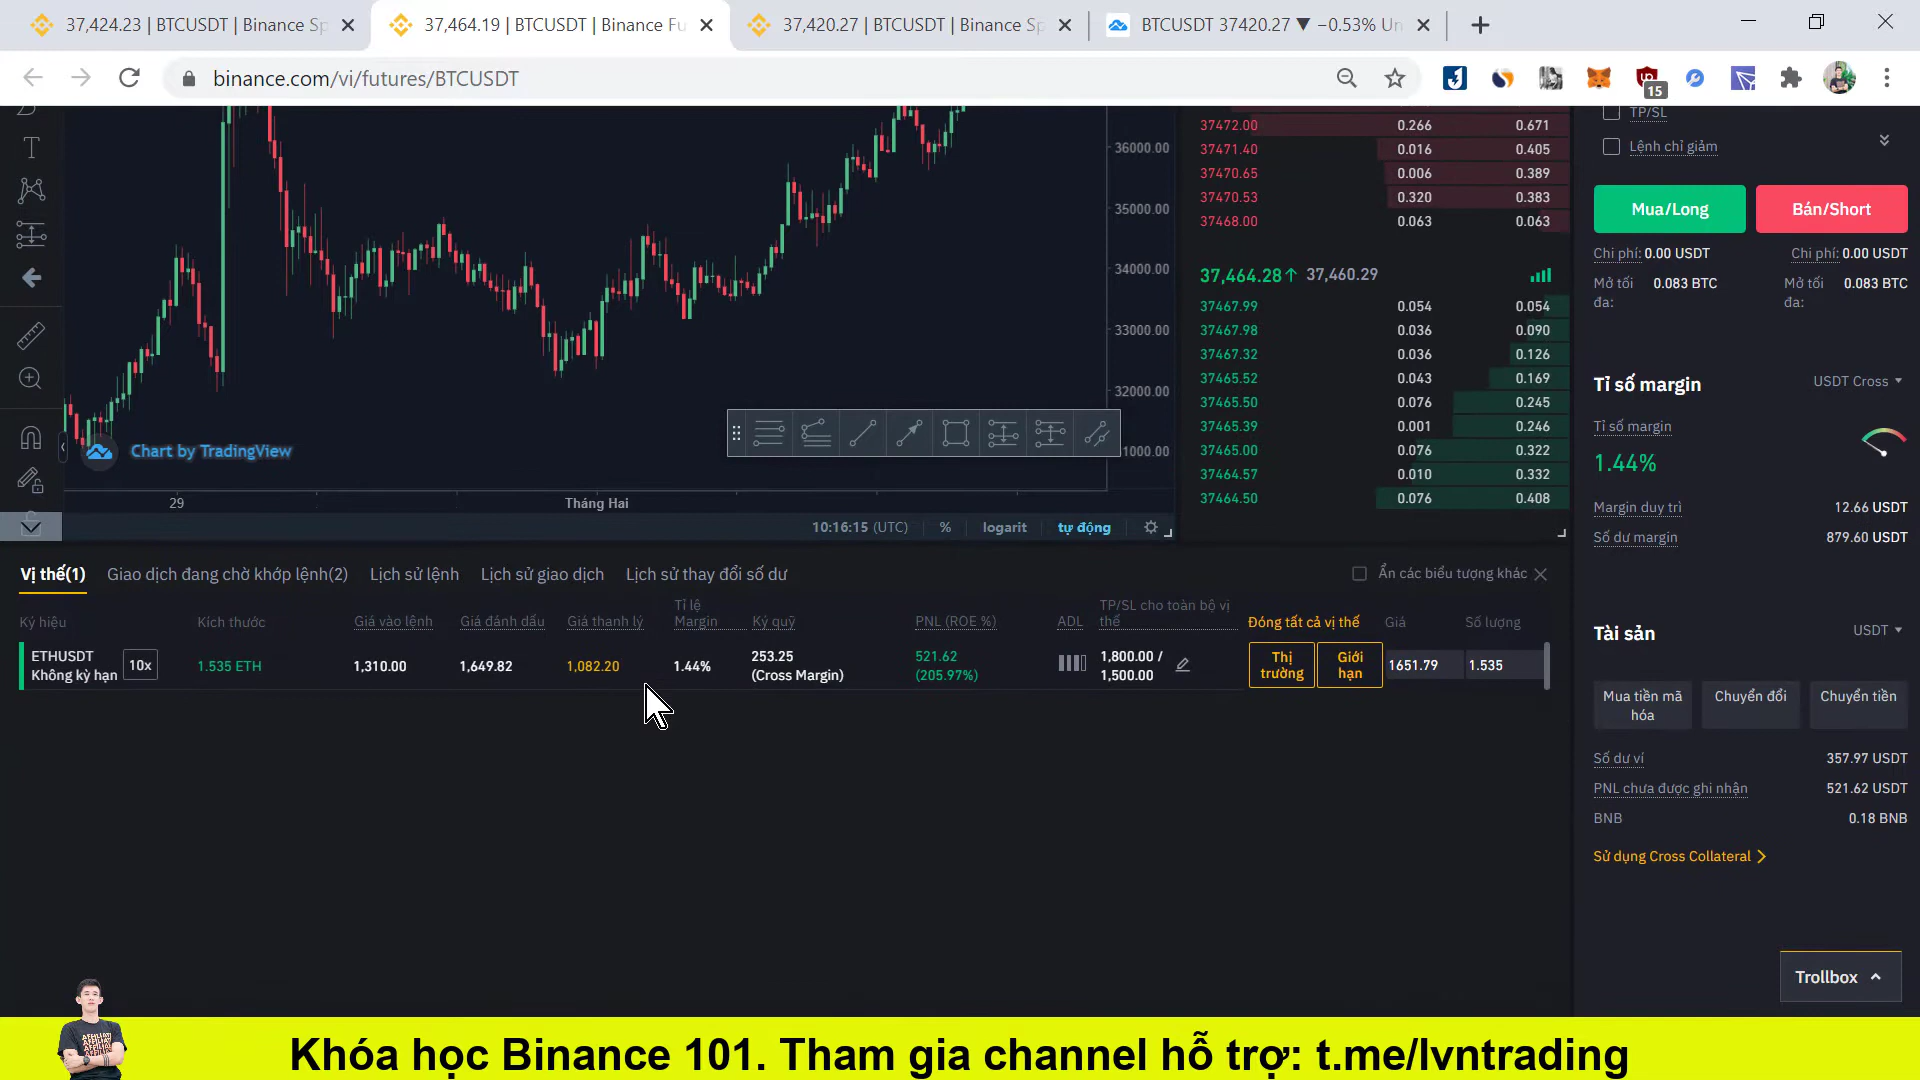 37,424.23 | BTCUSDT | Binance Sp
37,464.19 | BTCUSDT | Binance Fu
37,420.27 | BTCUSDT | Binance Sp
BTCUSDT 37420.27 ▼ −0.53% Un
binance.com/vi/futures/BTCUSDT
15
36000.00
35000.00
34000.00
33000.00
32000.00
1000.00
Chart by TradingView
29
Tháng Hai
10:16:15 (UTC) % logarit tự động
37472.00 0.266 0.671
37471.40 0.016 0.405
37470.65 0.006 0.389
37470.53 0.320 0.383
37468.00 0.063 0.063
37,464.28↑ 37,460.29
37467.99 0.054 0.054
37467.98 0.036 0.090
37467.32 0.036 0.126
37465.52 0.043 0.169
37465.50 0.076 0.245
37465.39 0.001 0.246
37465.00 0.076 0.322
37464.57 0.010 0.332
37464.50 0.076 0.408
TP/SL
Lệnh chỉ giảm
Mua/Long Bán/Short
Chi phí: 0.00 USDT Chi phí: 0.00 USDT
Mở tối đa: 0.083 BTC Mở tối đa: 0.083 BTC
Tỉ số margin USDT Cross
Tỉ số margin
1.44%
Margin duy trì 12.66 USDT
Số dư margin 879.60 USDT
Tài sản USDT
Mua tiền mã hóa Chuyển đổi Chuyển tiền
Số dư ví 357.97 USDT
PNL chưa được ghi nhận 521.62 USDT
BNB 0.18 BNB
Sử dụng Cross Collateral
Vị thế(1) Giao dịch đang chờ khớp lệnh(2) Lịch sử lệnh Lịch sử giao dịch Lịch sử thay đổi số dư Ẩn các biểu tượng khác
Ký hiệu Kích thước Giá vào lệnh Giá đánh dấu Giá thanh lý Tỉ lệ Margin Ký quỹ PNL (ROE %) ADL TP/SL cho toàn bộ vị thế Đóng tất cả vị thế Giá Số lượng
ETHUSDT Không kỳ hạn 10x 1.535 ETH 1,310.00 1,649.82 1,082.20 1.44% 253.25 (Cross Margin) 521.62 (205.97%) 1,800.00 / 1,500.00 Thị trường Giới hạn 1651.79 1.535
Trollbox
AFFILIATE
Khóa học Binance 101. Tham gia channel hỗ trợ: t.me/lvntrading